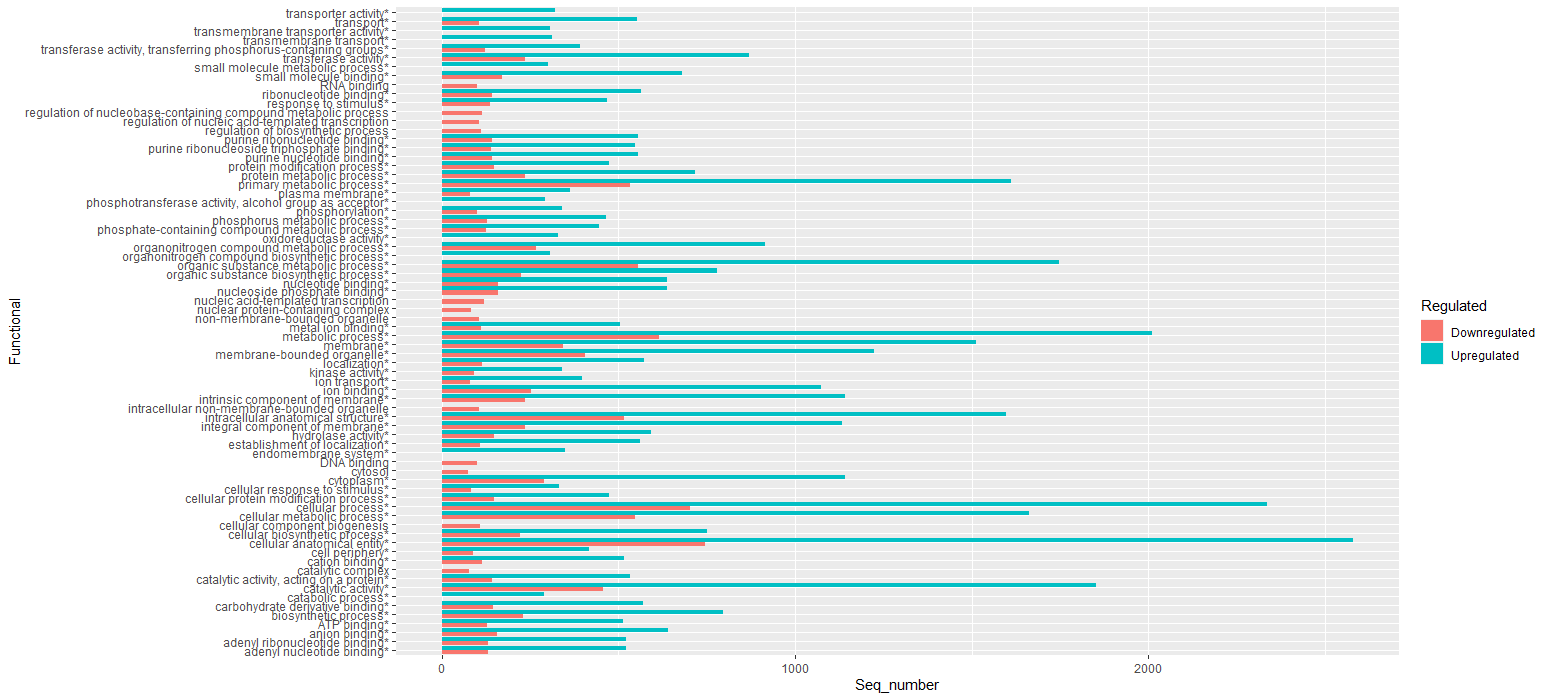 transporter activity*
transport*
transmembrane transporter activity*
transmembrane transport*
transferase activity, transferring phosphorus-containing groups*
transferase activity*
small molecule metabolic process*
small molecule binding*
RNA binding
ribonucleotide binding*
response to stimulus*
regulation of nucleobase-containing compound metabolic process
regulation of nucleic acid-templated transcription
regulation of biosynthetic process
purine ribonucleotide binding*
purine ribonucleoside triphosphate binding*
purine nucleotide binding*
protein modification process*
protein metabolic process*
primary metabolic process*
plasma membrane*
phosphotransferase activity, alcohol group as acceptor*
phosphorylation*
phosphorus metabolic process*
phosphate-containing compound metabolic process*
oxidoreductase activity*
organonitrogen compound metabolic process*
organonitrogen compound biosynthetic process*
organic substance metabolic process*
organic substance biosynthetic process*
nucleotide binding*
nucleoside phosphate binding*
nucleic acid-templated transcription
nuclear protein-containing complex
non-membrane-bounded organelle
metal ion binding*
metabolic process*
membrane*
membrane-bounded organelle*
localization*
kinase activity*
ion transport*
ion binding*
intrinsic component of membrane*
intracellular non-membrane-bounded organelle
intracellular anatomical structure*
integral component of membrane*
hydrolase activity*
establishment of localization*
endomembrane system*
DNA binding
cytosol
cytoplasm*
cellular response to stimulus*
cellular protein modification process*
cellular process*
cellular metabolic process*
cellular component biogenesis
cellular biosynthetic process*
cellular anatomical entity*
cell periphery*
cation binding*
catalytic complex
catalytic activity, acting on a protein*
catalytic activity*
catabolic process*
carbohydrate derivative binding*
biosynthetic process*
ATP binding*
anion binding*
adenyl ribonucleotide binding*
adenyl nucleotide binding*
Functional
0
1000
2000
Seq_number
Regulated
Downregulated
Upregulated